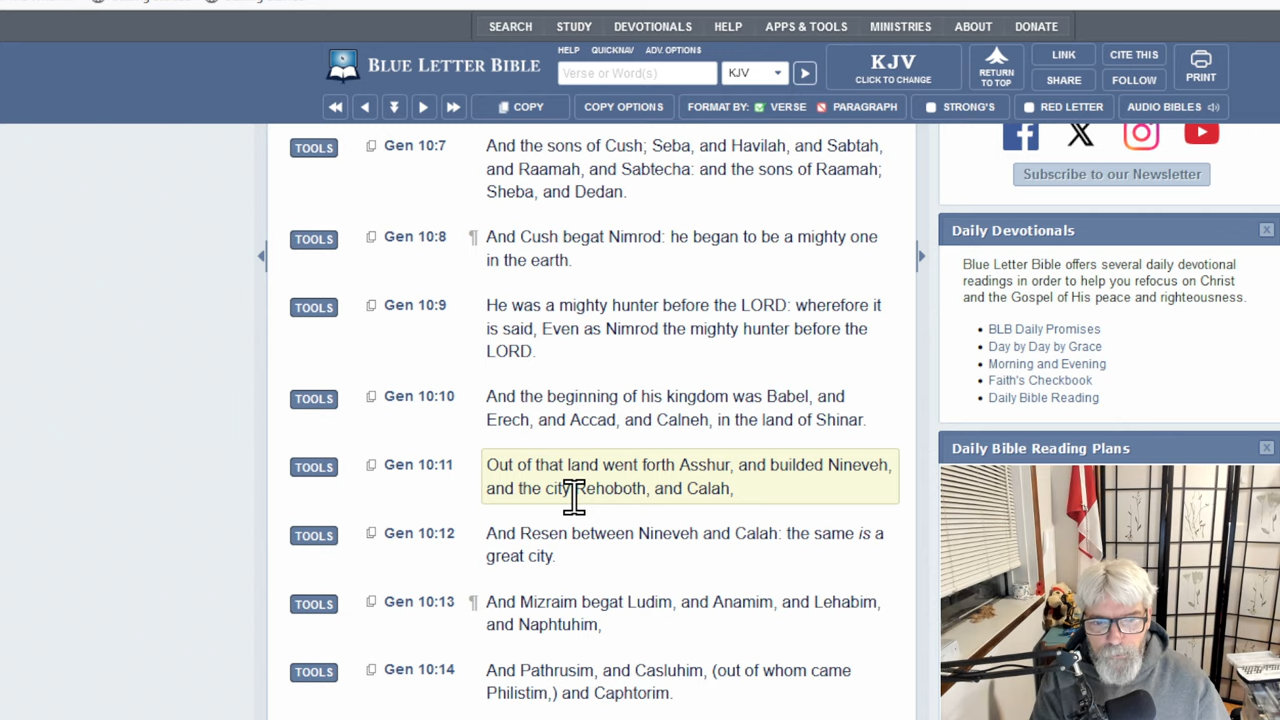 SEARCH STUDY DEVOTIONALS HELP APPS & TOOLS MINISTRIES ABOUT DONATE
BLUE LETTER BIBLE
HELP QUICKNAV ADV. OPTIONS
Verse or Word(s) KJV
KJV
CLICK TO CHANGE
RETURN
TO TOP
LINK CITE THIS
SHARE FOLLOW
PRINT
COPY COPY OPTIONS FORMAT BY: VERSE PARAGRAPH STRONG'S RED LETTER AUDIO BIBLES
TOOLS Gen 10:7 And the sons of Cush; Seba, and Havilah, and Sabtah,
and Raamah, and Sabtecha: and the sons of Raamah;
Sheba, and Dedan.
TOOLS Gen 10:8 ¶ And Cush begat Nimrod: he began to be a mighty one
in the earth.
TOOLS Gen 10:9 He was a mighty hunter before the LORD: wherefore it
is said, Even as Nimrod the mighty hunter before the
LORD.
TOOLS Gen 10:10 And the beginning of his kingdom was Babel, and
Erech, and Accad, and Calneh, in the land of Shinar.
TOOLS Gen 10:11 Out of that land went forth Asshur, and builded Nineveh,
and the city Rehoboth, and Calah,
TOOLS Gen 10:12 And Resen between Nineveh and Calah: the same is a
great city.
TOOLS Gen 10:13 ¶ And Mizraim begat Ludim, and Anamim, and Lehabim,
and Naphtuhim,
TOOLS Gen 10:14 And Pathrusim, and Casluhim, (out of whom came
Philistim,) and Caphtorim.
Subscribe to our Newsletter
Daily Devotionals
Blue Letter Bible offers several daily devotional
readings in order to help you refocus on Christ
and the Gospel of His peace and righteousness.
BLB Daily Promises
Day by Day by Grace
Morning and Evening
Faith's Checkbook
Daily Bible Reading
Daily Bible Reading Plans